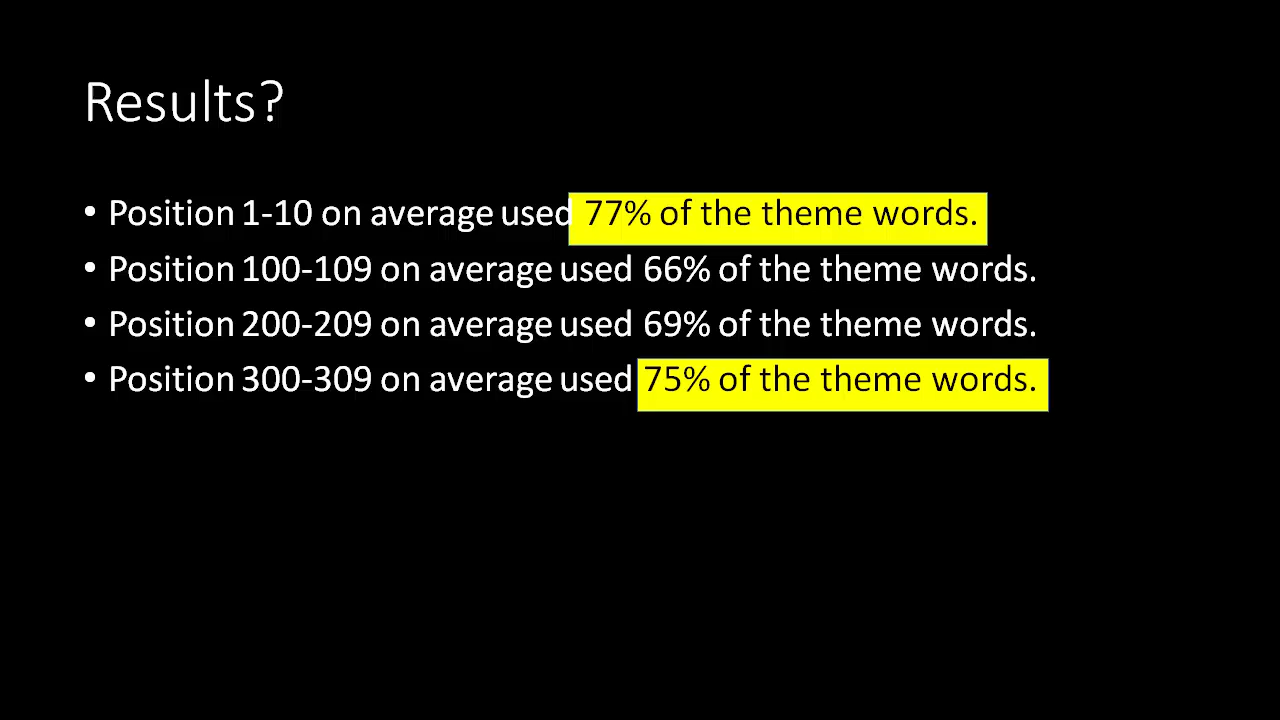 Results?
• Position 1-10 on average used 77% of the theme words.
• Position 100-109 on average used 66% of the theme words.
• Position 200-209 on average used 69% of the theme words.
• Position 300-309 on average used 75% of the theme words.